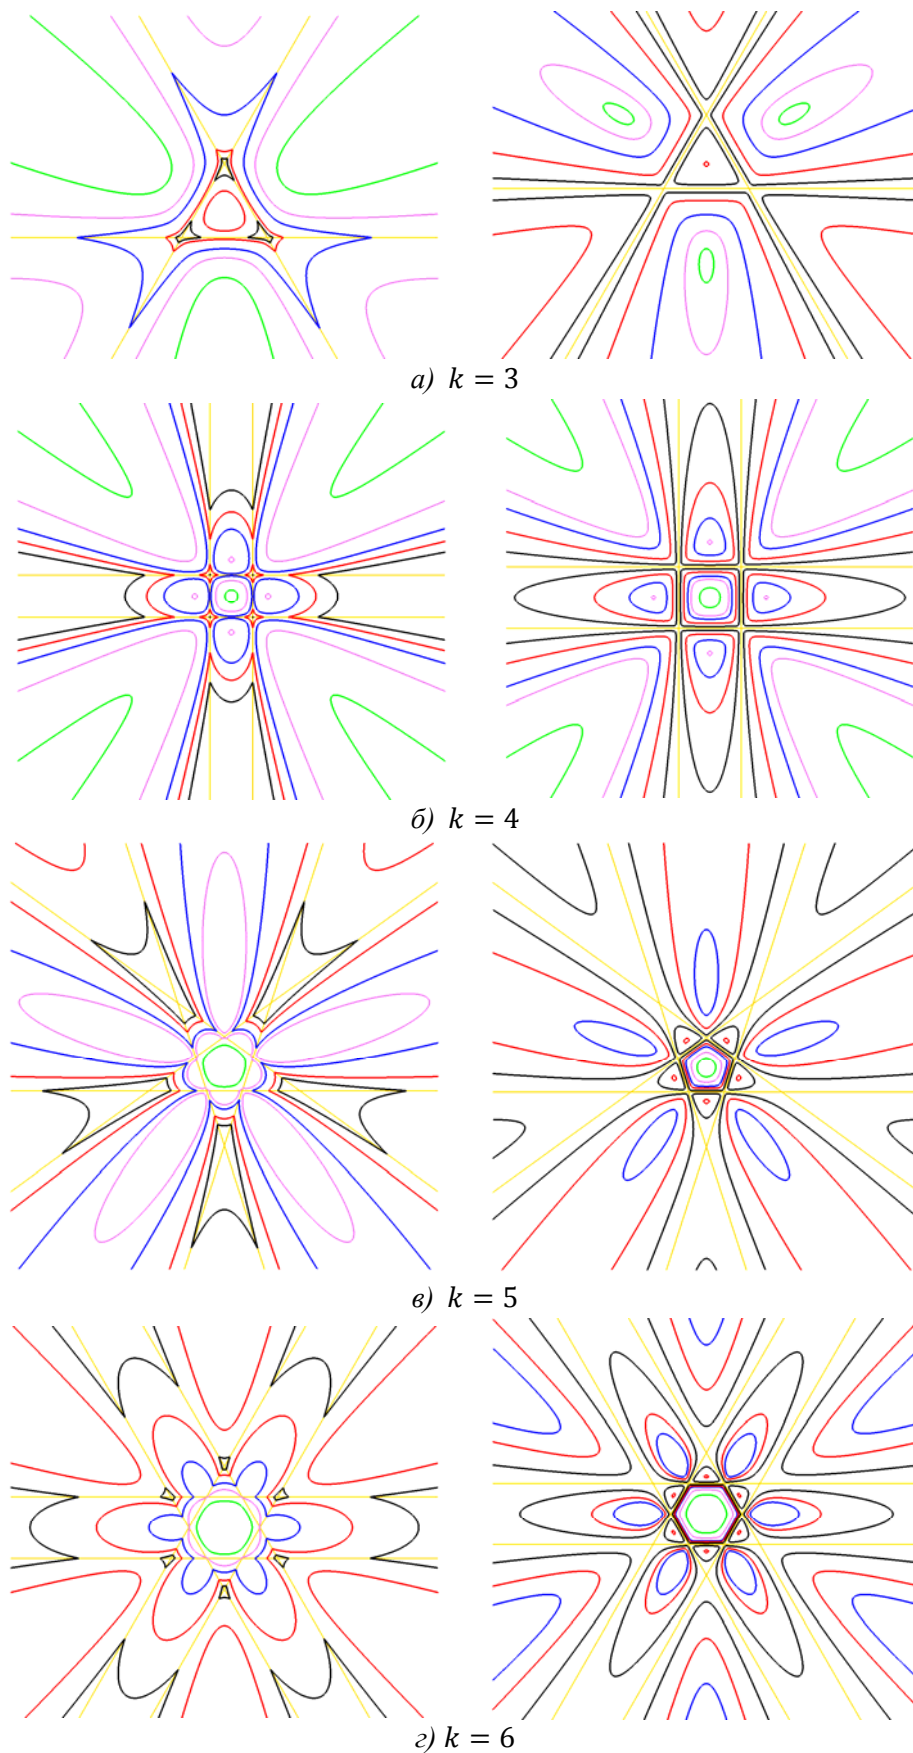 а) k = 3
б) k = 4
в) k = 5
г) k = 6